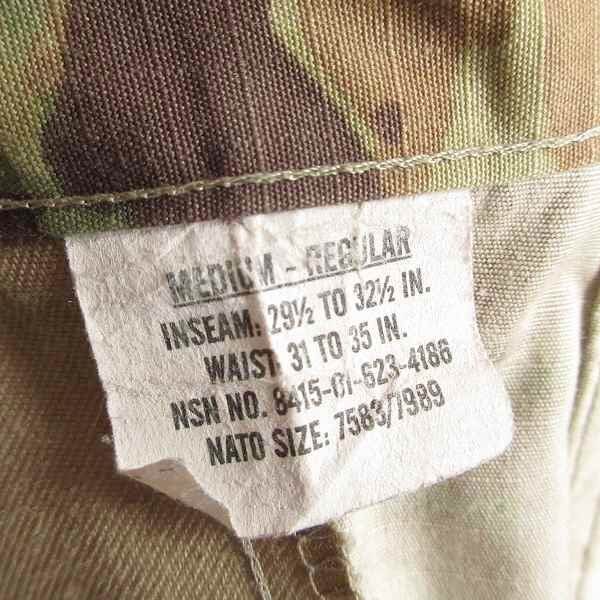 MEDIUM - REGULAR
INSEAM: 29½ TO 32½ IN.
WAIST: 31 TO 35 IN.
NSN NO. 8415-01-623-4186
NATO SIZE: 7583/7989